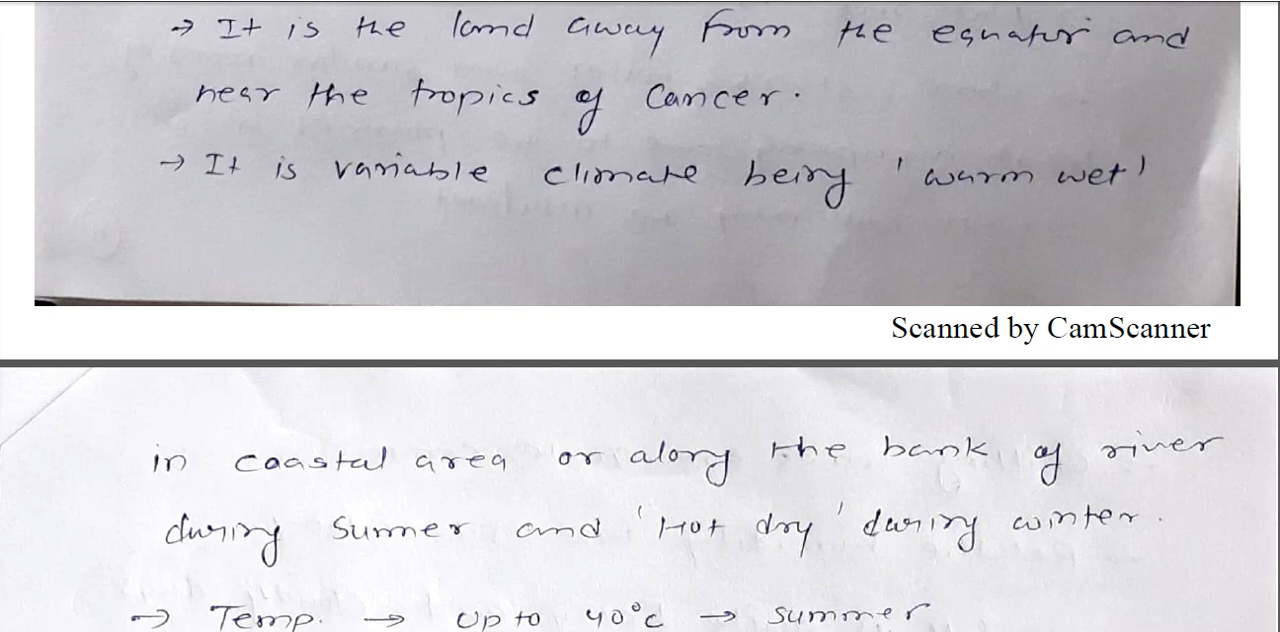 → It is the land away from the equator and
near the tropics of Cancer.
→ It is variable climate being 'warm wet'
Scanned by CamScanner
in coastal area or along the bank of river
during Summer and 'Hot dry' during winter.
→ Temp. → Up to 40°c → Summer